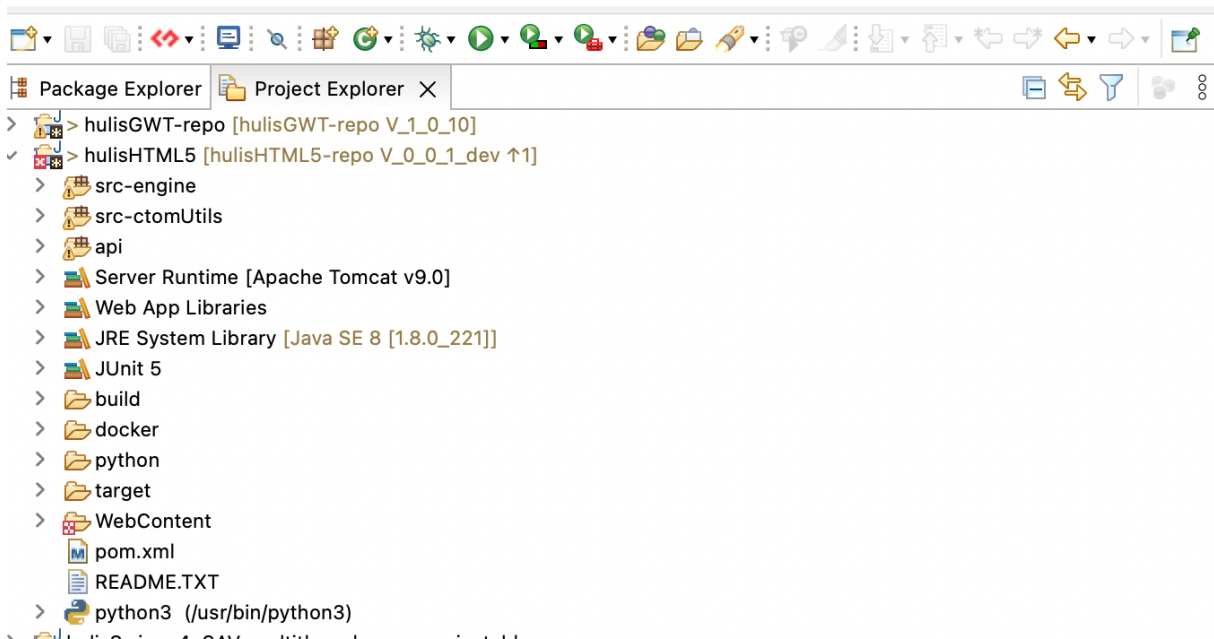 Package Explorer Project Explorer
> hulisGWT-repo [hulisGWT-repo V_1_0_10]
> hulisHTML5 [hulisHTML5-repo V_0_0_1_dev ↑1]
src-engine
src-ctomUtils
api
Server Runtime [Apache Tomcat v9.0]
Web App Libraries
JRE System Library [Java SE 8 [1.8.0_221]]
JUnit 5
build
docker
python
target
WebContent
pom.xml
README.TXT
python3 (/usr/bin/python3)